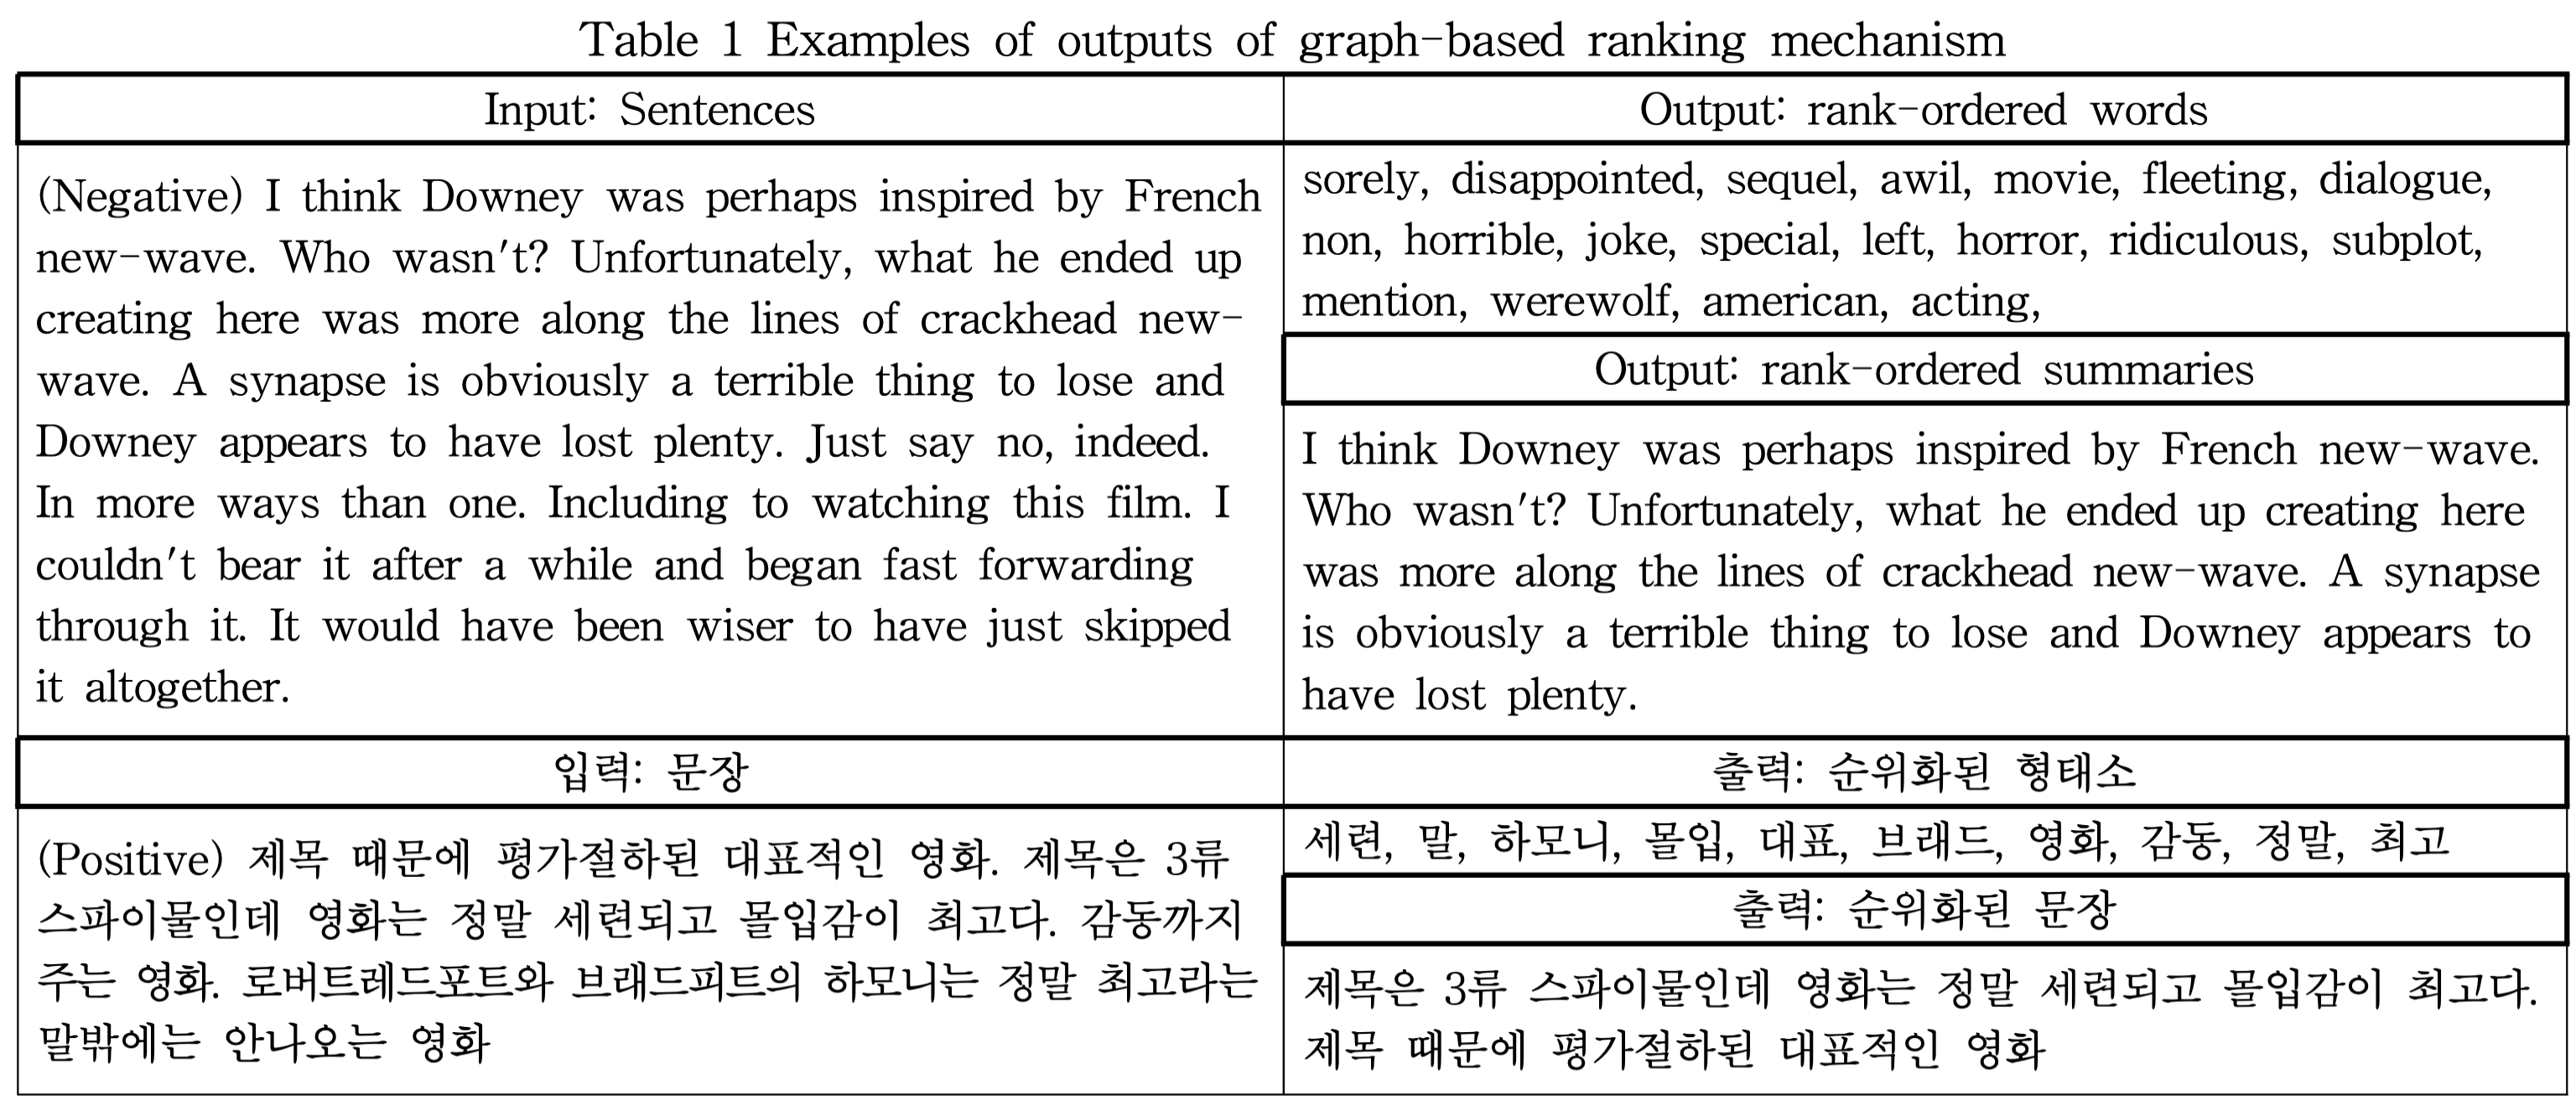 Table 1 Examples of outputs of graph-based ranking mechanism
Input: Sentences
(Negative) I think Downey was perhaps inspired by French
new-wave. Who wasn't? Unfortunately, what he ended up
creating here was more along the lines of crackhead new-
wave. A synapse is obviously a terrible thing to lose and
Downey appears to have lost plenty. Just say no, indeed.
In more ways than one. Including to watching this film. I
couldn't bear it after a while and began fast forwarding
through it. It would have been wiser to have just skipped
it altogether.
Output: rank-ordered words
sorely, disappointed, sequel, awil, movie, fleeting, dialogue,
non, horrible, joke, special, left, horror, ridiculous, subplot,
mention, werewolf, american, acting,
Output: rank-ordered summaries
I think Downey was perhaps inspired by French new-wave.
Who wasn't? Unfortunately, what he ended up creating here
was more along the lines of crackhead new-wave. A synapse
is obviously a terrible thing to lose and Downey appears to
have lost plenty.
입력: 문장
(Positive) 제목 때문에 평가절하된 대표적인 영화. 제목은 3류
스파이물인데 영화는 정말 세련되고 몰입감이 최고다. 감동까지
주는 영화. 로버트레드포트와 브래드피트의 하모니는 정말 최고라는
말밖에는 안나오는 영화
출력: 순위화된 형태소
세련, 말, 하모니, 몰입, 대표, 브래드, 영화, 감동, 정말, 최고
출력: 순위화된 문장
제목은 3류 스파이물인데 영화는 정말 세련되고 몰입감이 최고다.
제목 때문에 평가절하된 대표적인 영화